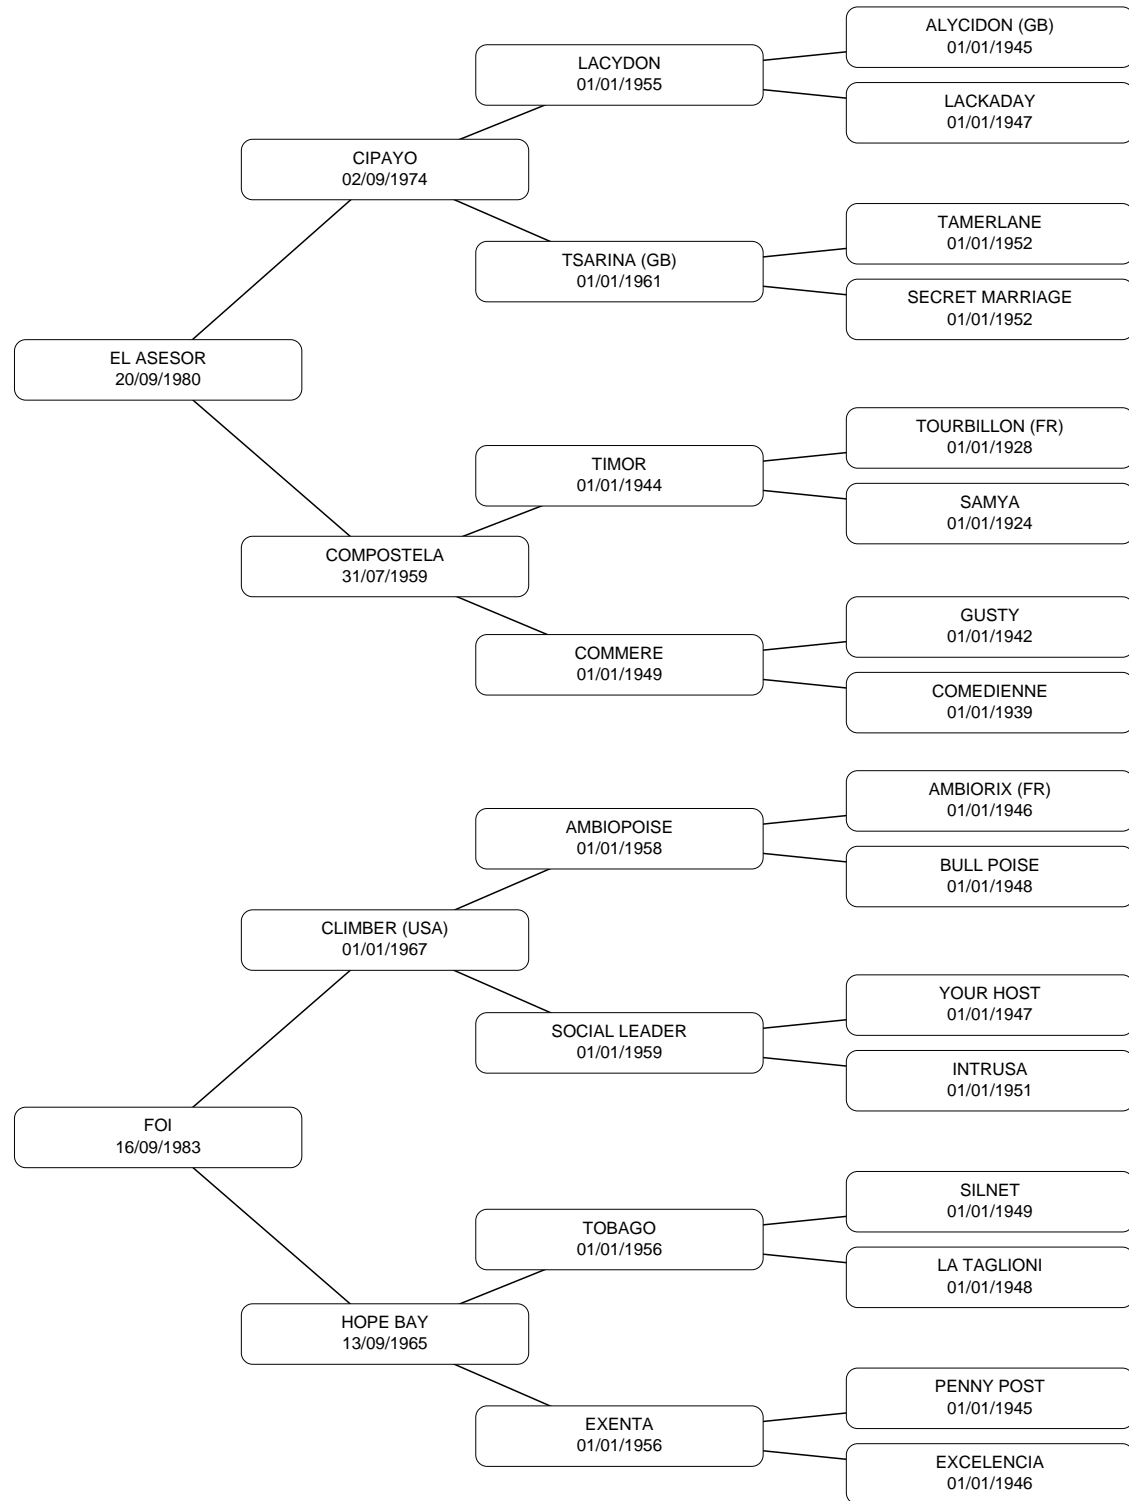 ALYCIDON (GB)
01/01/1945
LACYDON
01/01/1955
LACKADAY
01/01/1947
CIPAYO
02/09/1974
TAMERLANE
01/01/1952
TSARINA (GB)
01/01/1961
SECRET MARRIAGE
01/01/1952
EL ASESOR
20/09/1980
TOURBILLON (FR)
01/01/1928
TIMOR
01/01/1944
SAMYA
01/01/1924
COMPOSTELA
31/07/1959
GUSTY
01/01/1942
COMMERE
01/01/1949
COMEDIENNE
01/01/1939
AMBIORIX (FR)
01/01/1946
AMBIOPOISE
01/01/1958
BULL POISE
01/01/1948
CLIMBER (USA)
01/01/1967
YOUR HOST
01/01/1947
SOCIAL LEADER
01/01/1959
INTRUSA
01/01/1951
FOI
16/09/1983
SILNET
01/01/1949
TOBAGO
01/01/1956
LA TAGLIONI
01/01/1948
HOPE BAY
13/09/1965
PENNY POST
01/01/1945
EXENTA
01/01/1956
EXCELENCIA
01/01/1946